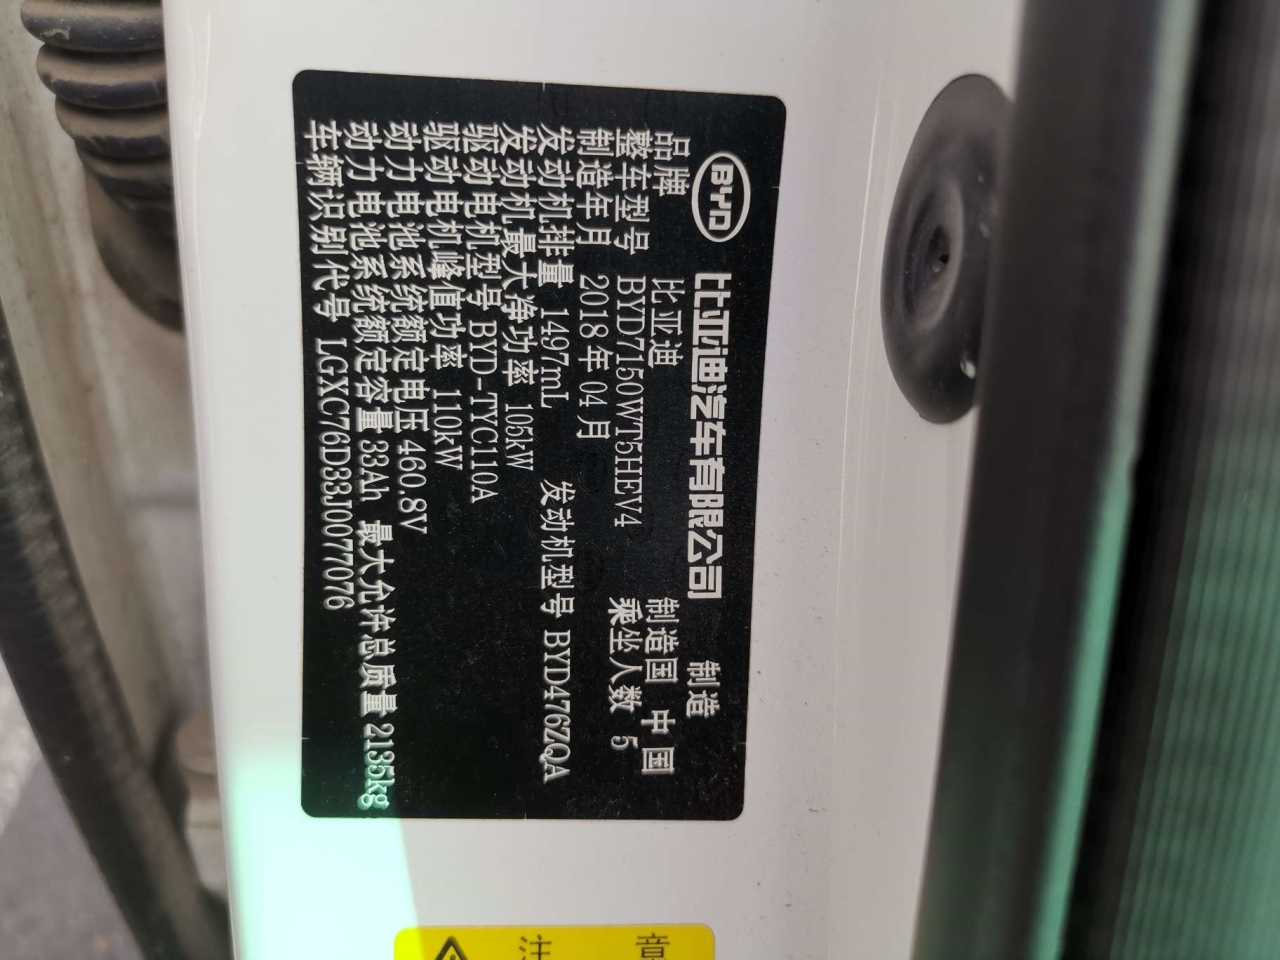 BYD 比亚迪汽车有限公司 制造
品牌 比亚迪 制造国 中国
整车型号 BYD7150WT5HEV4 乘坐人数 5
制造年月 2018年04月
发动机排量 1497mL 发动机型号 BYD476ZQA
发动机最大净功率 105kW
驱动电机型号 BYD-TYC110A
驱动电机峰值功率 110kW
动力电池系统额定电压 460.8V
动力电池系统额定容量 33Ah 最大允许总质量 2135kg
车辆识别代号 LGXC76D33J0077076
注 意